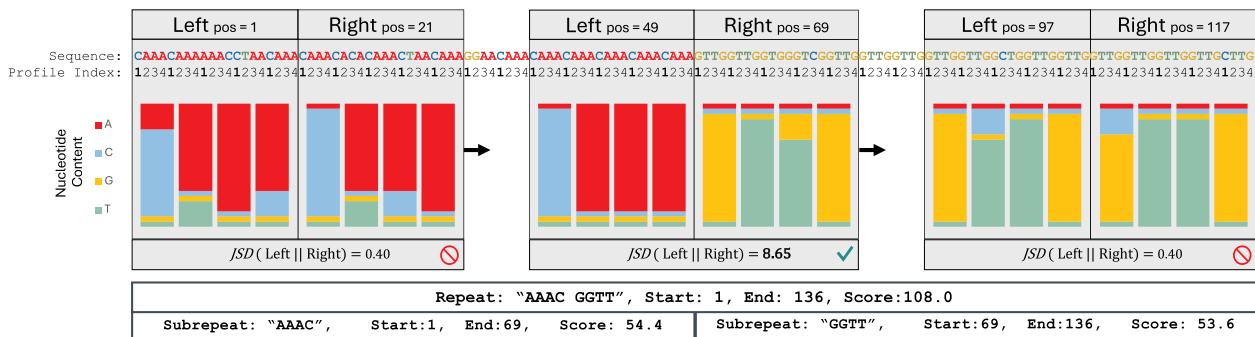 Left pos = 1
Right pos = 21
Left pos = 49
Right pos = 69
Left pos = 97
Right pos = 117
Sequence: CAAACAAAAAACCTAACAAACAAACACACAAACTAACAAAGGAACAAACAAACAAACAAACAAACAAAGTTGGTTGGTGGGTCGGTTGGTTGGTTGGTTGGTTGGCTGGTTGGTTGGTTGGTTGGTTGGTTGCTTG
Profile Index: 1234123412341234123412341234123412341234123412341234123412341234123412341234123412341234123412341234123412341234123412341234123412341234
Nucleotide
Content
A
C
G
T
JSD ( Left || Right) = 0.40
JSD ( Left || Right) = 8.65
JSD ( Left || Right) = 0.40
Repeat: “AAAC GGTT”, Start: 1, End: 136, Score:108.0
Subrepeat: “AAAC”, Start:1, End:69, Score: 54.4
Subrepeat: “GGTT”, Start:69, End:136, Score: 53.6